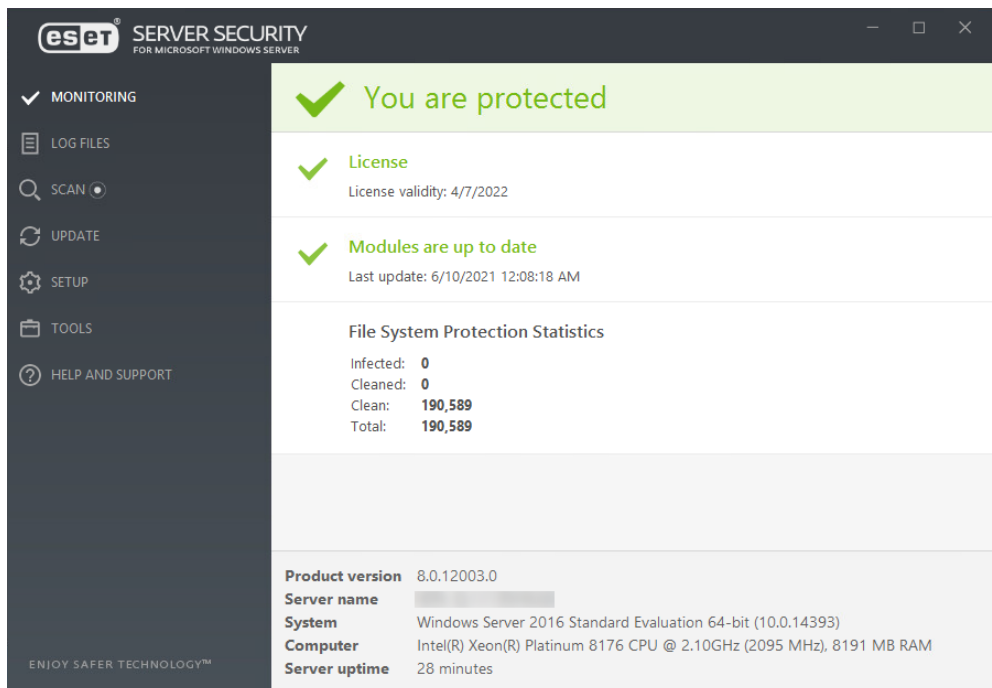 eset® SERVER SECURITY
FOR MICROSOFT WINDOWS SERVER
MONITORING
LOG FILES
SCAN
UPDATE
SETUP
TOOLS
HELP AND SUPPORT
ENJOY SAFER TECHNOLOGY™
You are protected
License
License validity: 4/7/2022
Modules are up to date
Last update: 6/10/2021 12:08:18 AM
File System Protection Statistics
Infected: 0
Cleaned: 0
Clean: 190,589
Total: 190,589
Product version 8.0.12003.0
Server name
System Windows Server 2016 Standard Evaluation 64-bit (10.0.14393)
Computer Intel(R) Xeon(R) Platinum 8176 CPU @ 2.10GHz (2095 MHz), 8191 MB RAM
Server uptime 28 minutes